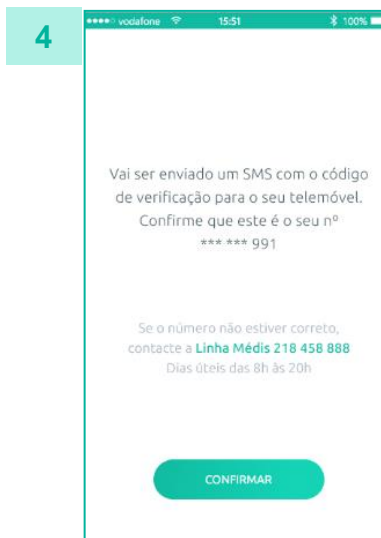 4
vodafone 15:51 100%
Vai ser enviado um SMS com o código
de verificação para o seu telemóvel.
Confirme que este é o seu nº
*** *** 991
Se o número não estiver correto,
contacte a Linha Médis 218 458 888
Dias úteis das 8h às 20h
CONFIRMAR